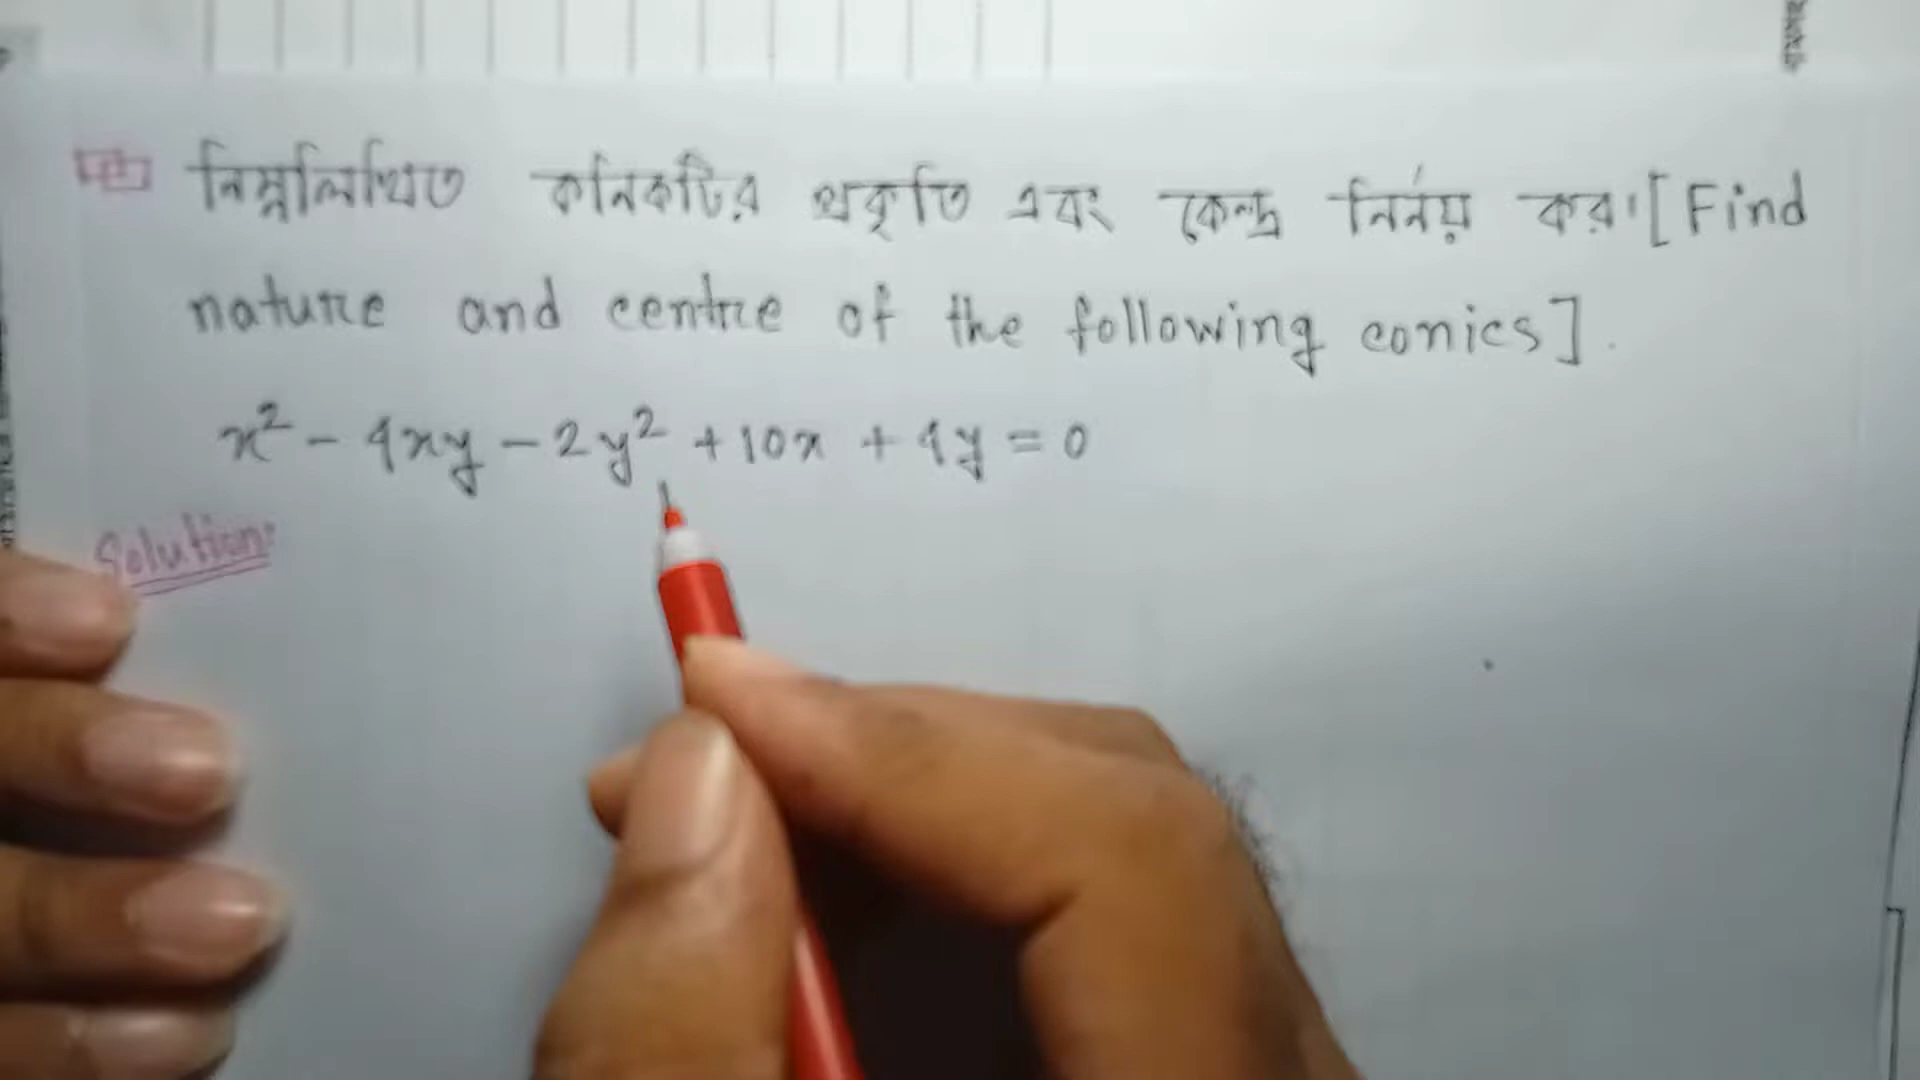 নিম্নলিখিত কনিকটির প্রকৃতি এবং কেন্দ্র নির্নয় কর। [Find
nature and centre of the following conics].
x² - 4xy - 2y² + 10x + 4y = 0
Solution: